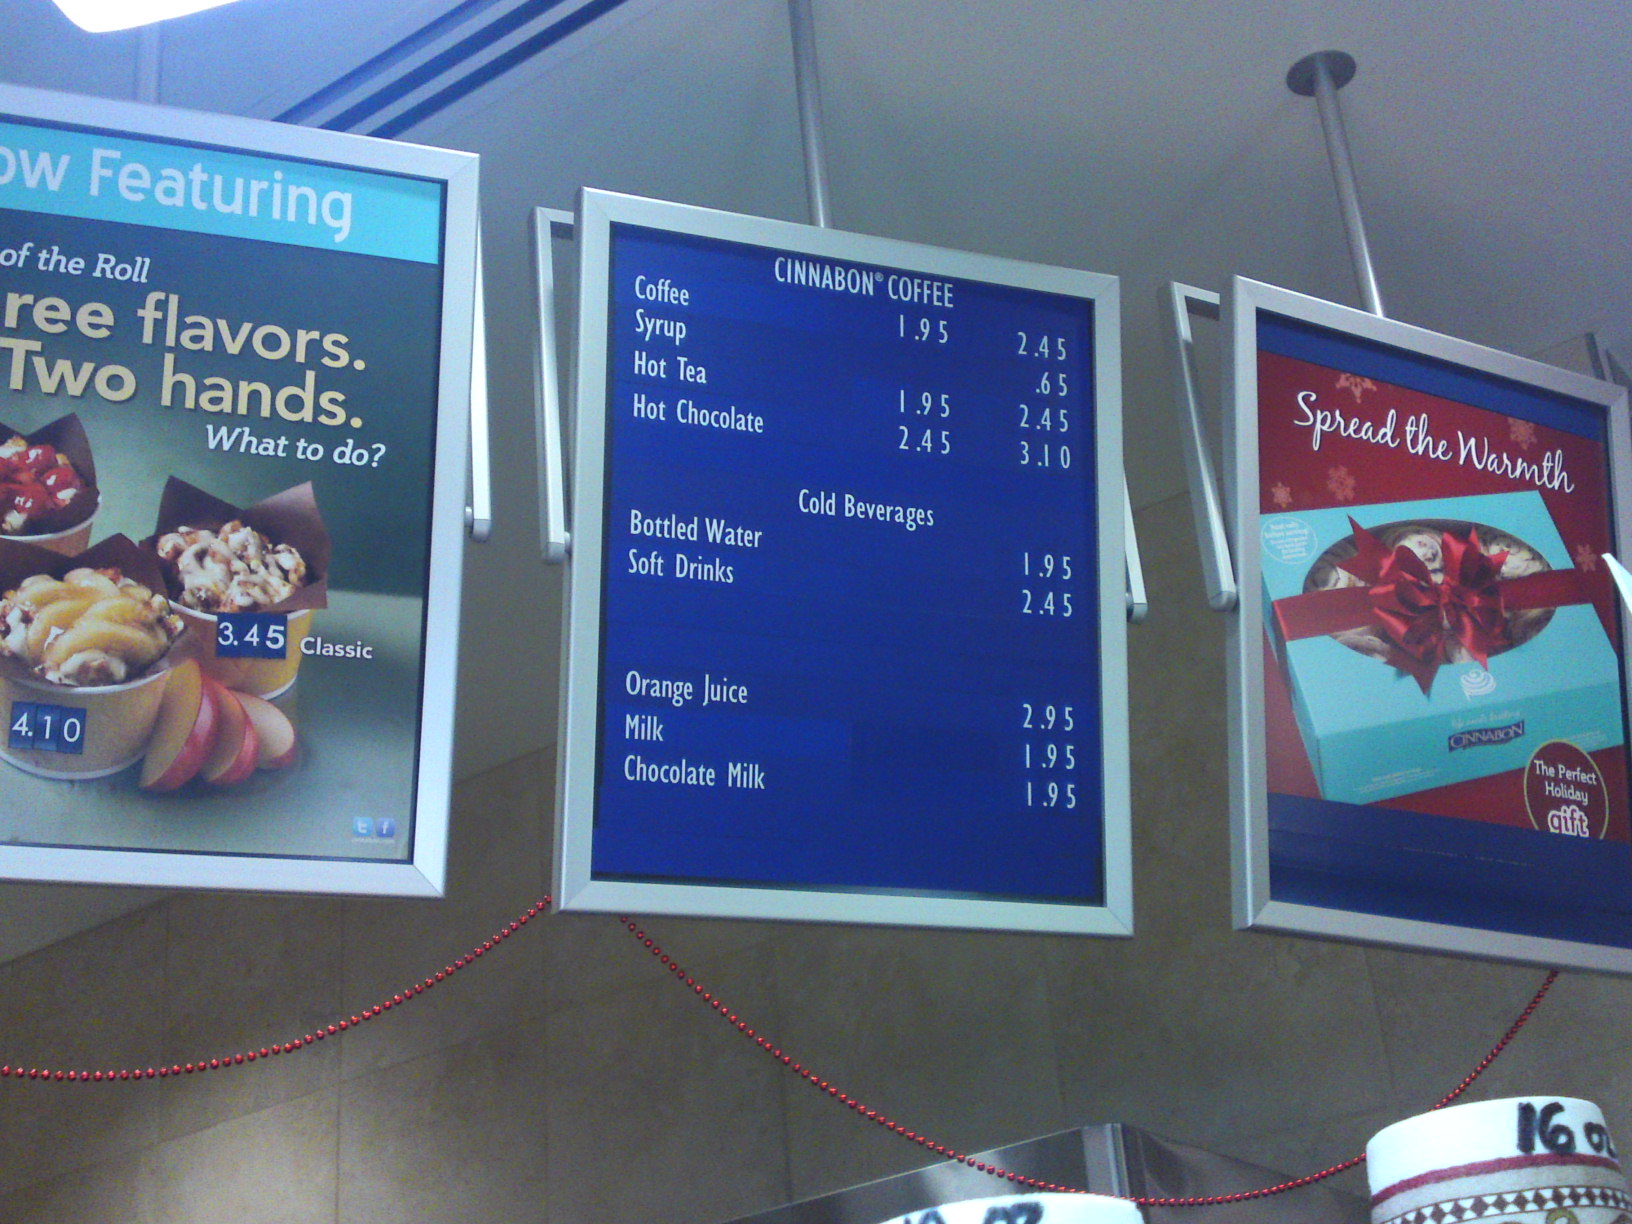 ow Featuring
of the Roll
ree flavors.
Two hands.
What to do?
3.45 Classic
4.10
CINNABON® COFFEE
Coffee 1.95 2.45
Syrup .65
Hot Tea 1.95 2.45
Hot Chocolate 2.45 3.10
Cold Beverages
Bottled Water 1.95
Soft Drinks 2.45
Orange Juice 2.95
Milk 1.95
Chocolate Milk 1.95
Spread the Warmth
CINNABON
The Perfect
Holiday
gift
16 oz